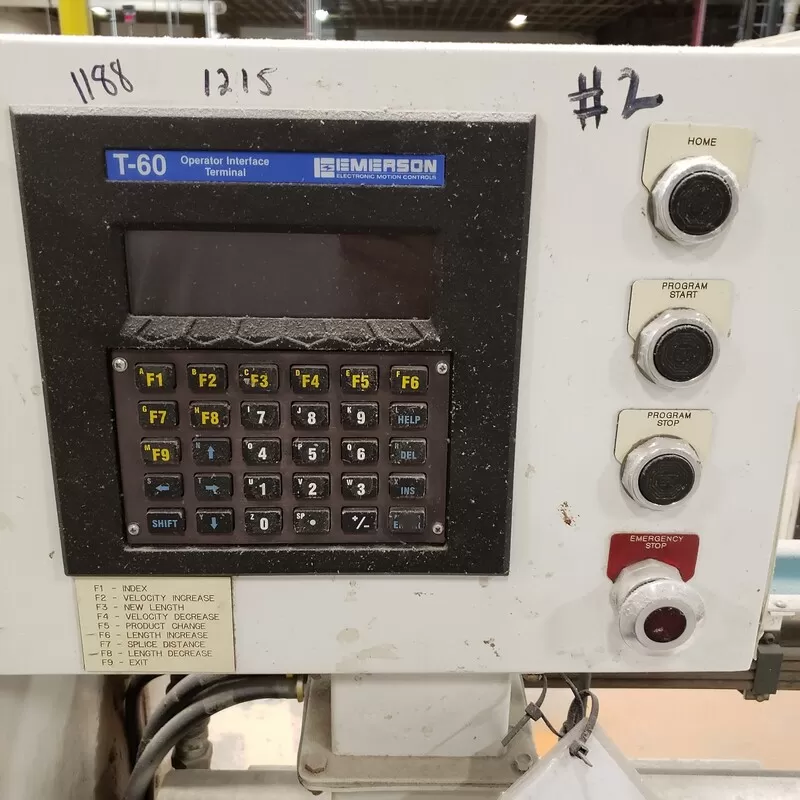 1188 1215 #2
T-60 Operator Interface Terminal
EMERSON
ELECTRONIC MOTION CONTROLS
HOME
PROGRAM
START
PROGRAM
STOP
EMERGENCY
STOP
A F1 B F2 C F3 D F4 E F5 F F6
G F7 H F8 I 7 J 8 K 9 L HELP
M F9 N ↑ O 4 P 5 Q 6 R DEL
S ← T → U 1 V 2 W 3 X INS
SHIFT ↓ Z 0 SP • +/-
F1 - INDEX
F2 - VELOCITY INCREASE
F3 - NEW LENGTH
F4 - VELOCITY DECREASE
F5 - PRODUCT CHANGE
F6 - LENGTH INCREASE
F7 - SPLICE DISTANCE
F8 - LENGTH DECREASE
F9 - EXIT